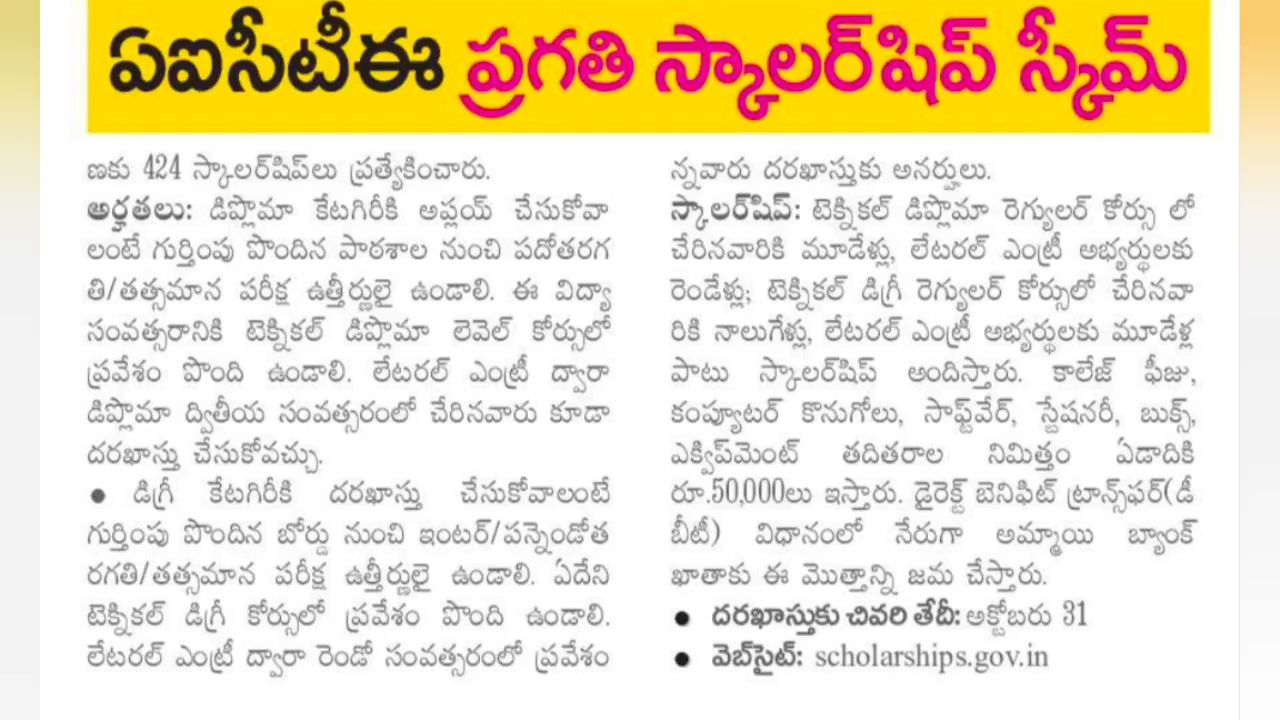 ఏఐసీటీఈ ప్రగతి స్కాలర్‌షిప్ స్కీమ్
ణకు 424 స్కాలర్‌షిప్‌లు ప్రత్యేకించారు.
అర్హతలు: డిప్లొమా కేటగిరీకి అప్లయ్ చేసుకోవా
లంటే గుర్తింపు పొందిన పాఠశాల నుంచి పదోతరగ
తి/తత్సమాన పరీక్ష ఉత్తీర్ణులై ఉండాలి. ఈ విద్యా
సంవత్సరానికి టెక్నికల్ డిప్లొమా లెవెల్ కోర్సులో
ప్రవేశం పొంది ఉండాలి. లేటరల్ ఎంట్రీ ద్వారా
డిప్లొమా ద్వితీయ సంవత్సరంలో చేరినవారు కూడా
దరఖాస్తు చేసుకోవచ్చు.
● డిగ్రీ కేటగిరీకి దరఖాస్తు చేసుకోవాలంటే
గుర్తింపు పొందిన బోర్డు నుంచి ఇంటర్/పన్నెండోత
రగతి/తత్సమాన పరీక్ష ఉత్తీర్ణులై ఉండాలి. ఏదేని
టెక్నికల్ డిగ్రీ కోర్సులో ప్రవేశం పొంది ఉండాలి.
లేటరల్ ఎంట్రీ ద్వారా రెండో సంవత్సరంలో ప్రవేశం
న్నవారు దరఖాస్తుకు అనర్హులు.
స్కాలర్‌షిప్: టెక్నికల్ డిప్లొమా రెగ్యులర్ కోర్సు లో
చేరినవారికి మూడేళ్లు, లేటరల్ ఎంట్రీ అభ్యర్థులకు
రెండేళ్లు; టెక్నికల్ డిగ్రీ రెగ్యులర్ కోర్సులో చేరినవా
రికి నాలుగేళ్లు, లేటరల్ ఎంట్రీ అభ్యర్థులకు మూడేళ్ల
పాటు స్కాలర్‌షిప్ అందిస్తారు. కాలేజ్ ఫీజు,
కంప్యూటర్ కొనుగోలు, సాఫ్ట్‌వేర్, స్టేషనరీ, బుక్స్,
ఎక్విప్‌మెంట్ తదితరాల నిమిత్తం ఏడాదికి
రూ.50,000లు ఇస్తారు. డైరెక్ట్ బెనిఫిట్ ట్రాన్స్‌ఫర్(డీ
బీటీ) విధానంలో నేరుగా అమ్మాయి బ్యాంక్
ఖాతాకు ఈ మొత్తాన్ని జమ చేస్తారు.
● దరఖాస్తుకు చివరి తేదీ: అక్టోబరు 31
● వెబ్‌సైట్: scholarships.gov.in